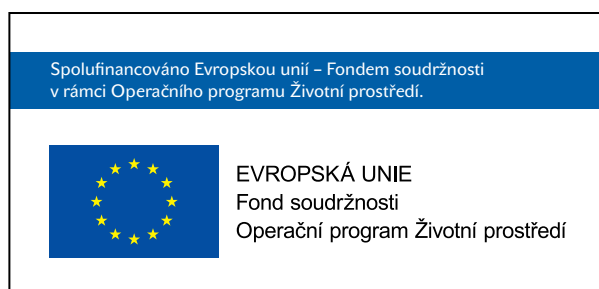 Spolufinancováno Evropskou unií – Fondem soudržnosti
v rámci Operačního programu Životní prostředí.
EVROPSKÁ UNIE
Fond soudržnosti
Operační program Životní prostředí